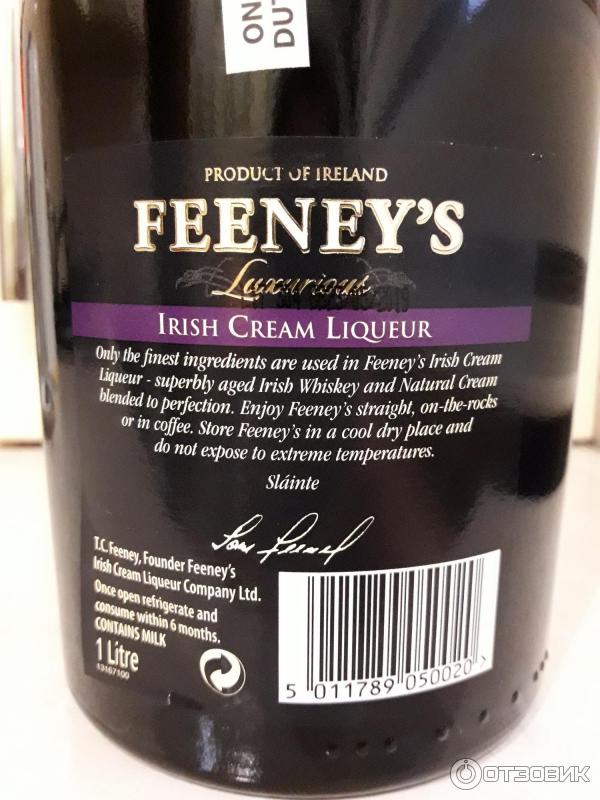 ON
DUT
PRODUCT OF IRELAND
FEENEY'S
Luxurious
IRISH CREAM LIQUEUR
Only the finest ingredients are used in Feeney's Irish Cream
Liqueur - superbly aged Irish Whiskey and Natural Cream
blended to perfection. Enjoy Feeney's straight, on-the-rocks
or in coffee. Store Feeney's in a cool dry place and
do not expose to extreme temperatures.
Sláinte
T.C. Feeney, Founder Feeney's
Irish Cream Liqueur Company Ltd.
Once open refrigerate and
consume within 6 months.
CONTAINS MILK
1 Litre
13167100
5 011789 050020 >
ОТЗОВИК